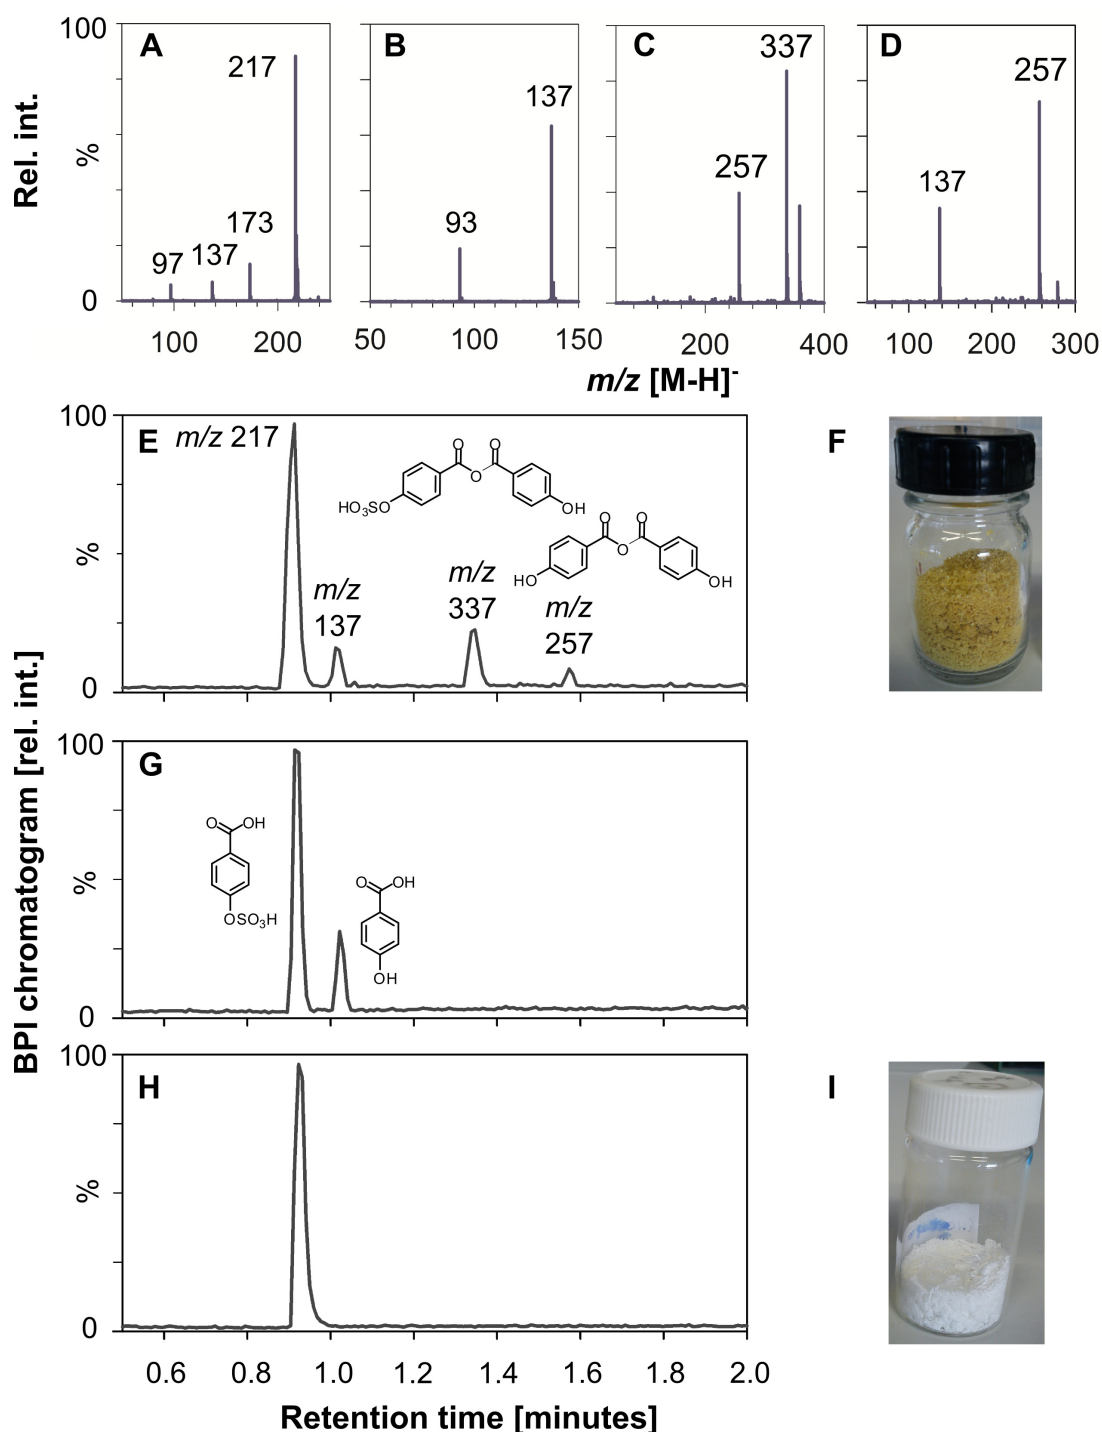 A
B
C
D
100
%
0
Rel. int.
217
173
137
97
100
200
137
93
50
100
150
337
257
200
400
257
137
100
200
300
m/z [M-H]-
BPI chromatogram [rel. int.]
E
m/z 217
100
%
0
m/z
137
m/z
337
m/z
257
O
O
O
HO3SO
OH
O
O
O
HO
OH
F
G
100
%
0
O
OH
OSO3H
O
OH
OH
H
100
%
0
I
0.6
0.8
1.0
1.2
1.4
1.6
1.8
2.0
Retention time [minutes]